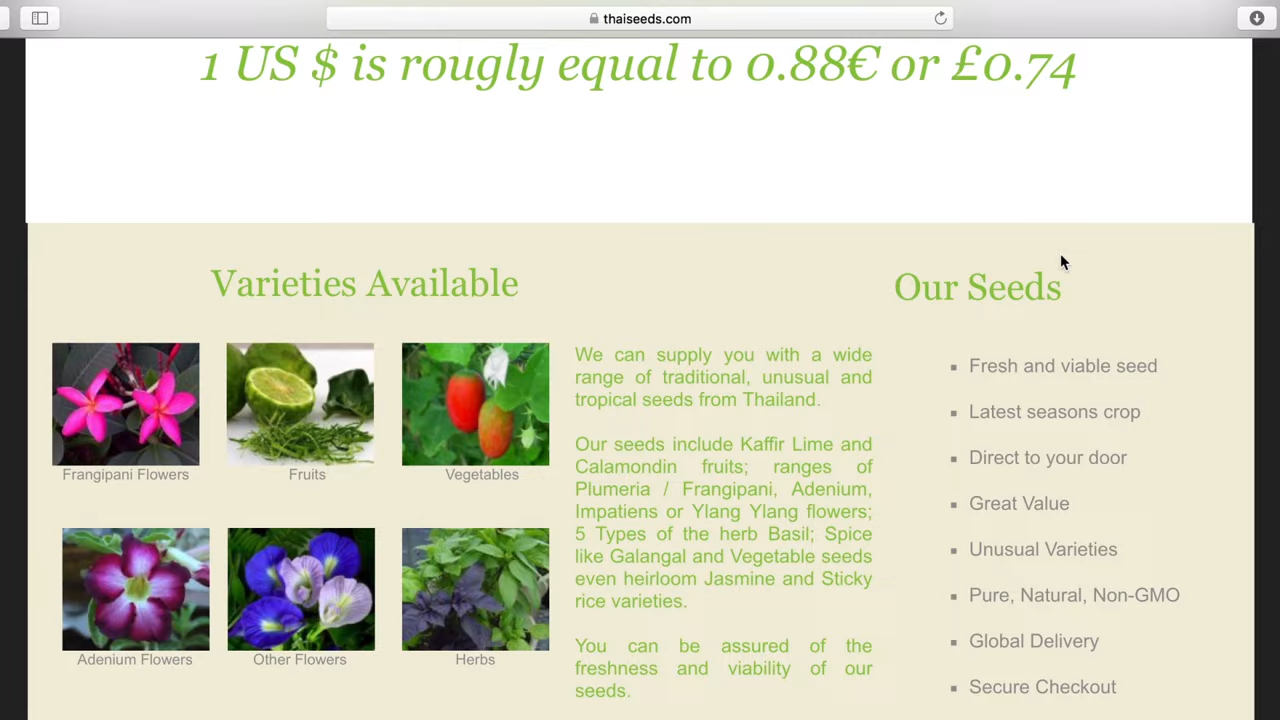 thaiseeds.com
1 US $ is rougly equal to 0.88€ or £0.74
Varieties Available
Frangipani Flowers
Fruits
Vegetables
Adenium Flowers
Other Flowers
Herbs
We can supply you with a wide
range of traditional, unusual and
tropical seeds from Thailand.
Our seeds include Kaffir Lime and
Calamondin fruits; ranges of
Plumeria / Frangipani, Adenium,
Impatiens or Ylang Ylang flowers;
5 Types of the herb Basil; Spice
like Galangal and Vegetable seeds
even heirloom Jasmine and Sticky
rice varieties.
You can be assured of the
freshness and viability of our
seeds.
Our Seeds
Fresh and viable seed
Latest seasons crop
Direct to your door
Great Value
Unusual Varieties
Pure, Natural, Non-GMO
Global Delivery
Secure Checkout